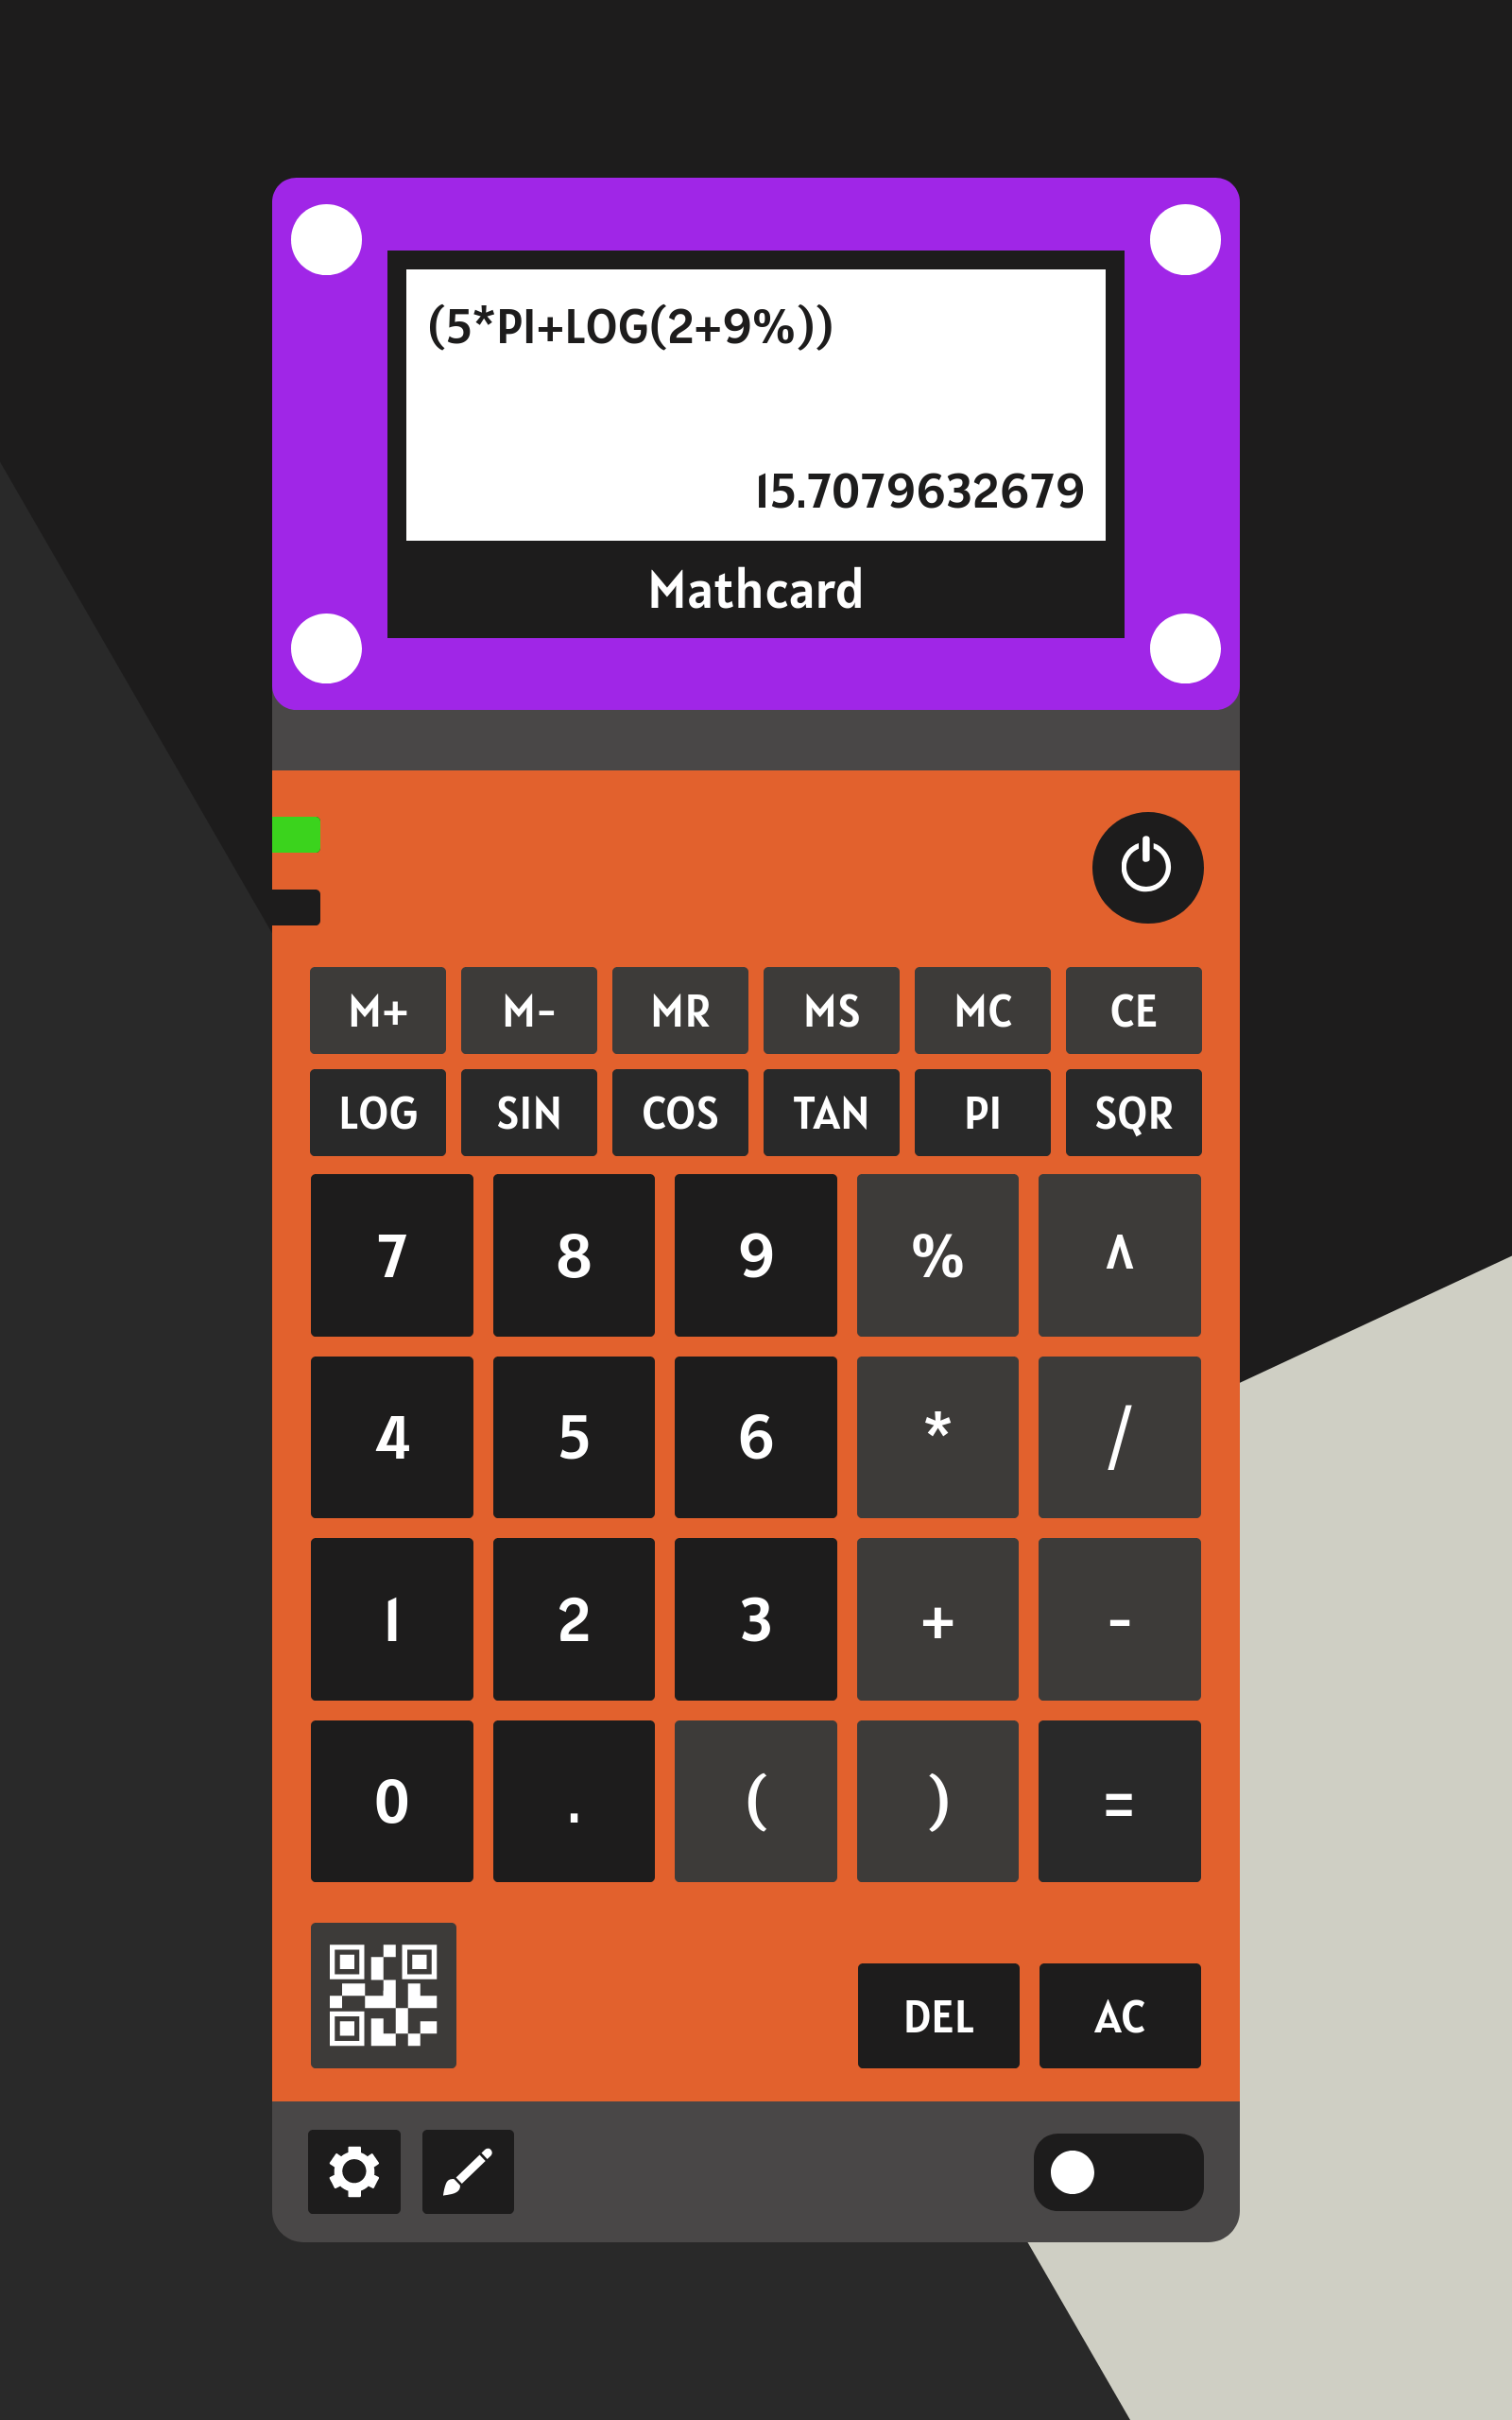 (5*PI+LOG(2+9%))
15.7079632679
Mathcard
M+ M- MR MS MC CE
LOG SIN COS TAN PI SQR
7 8 9 % ^
4 5 6 * /
1 2 3 + -
0 . ( ) =
DEL AC